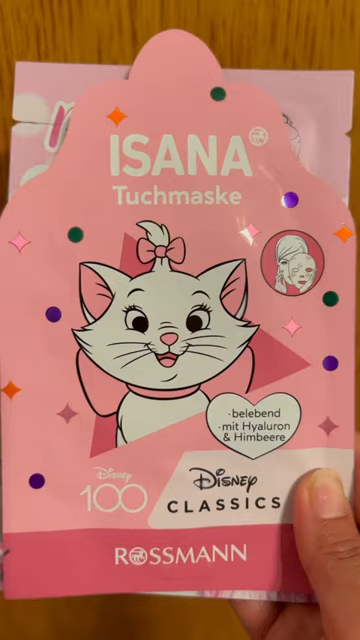 ISANA
Tuchmaske
· belebend
· mit Hyaluron
& Himbeere
Disney
100
Disney
CLASSICS
ROSSMANN